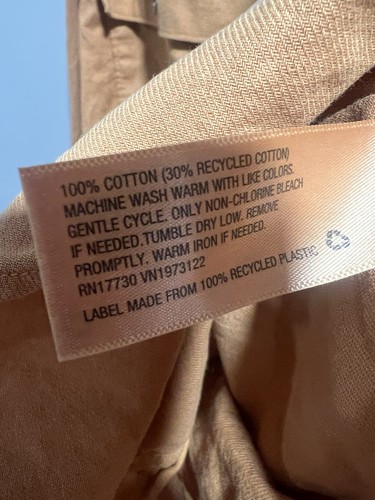 100% COTTON (30% RECYCLED COTTON)
MACHINE WASH WARM WITH LIKE COLORS.
GENTLE CYCLE. ONLY NON-CHLORINE BLEACH
IF NEEDED.TUMBLE DRY LOW. REMOVE
PROMPTLY. WARM IRON IF NEEDED.
RN17730 VN1973122
LABEL MADE FROM 100% RECYCLED PLASTIC